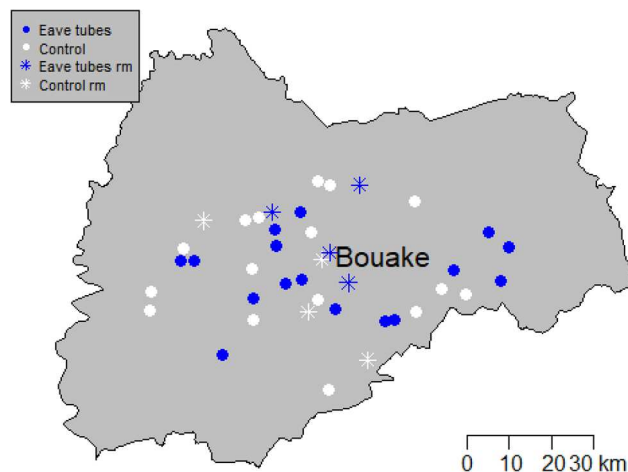 Eave tubes
Control
Eave tubes rm
Control rm
Bouake
0 10 20 30 km